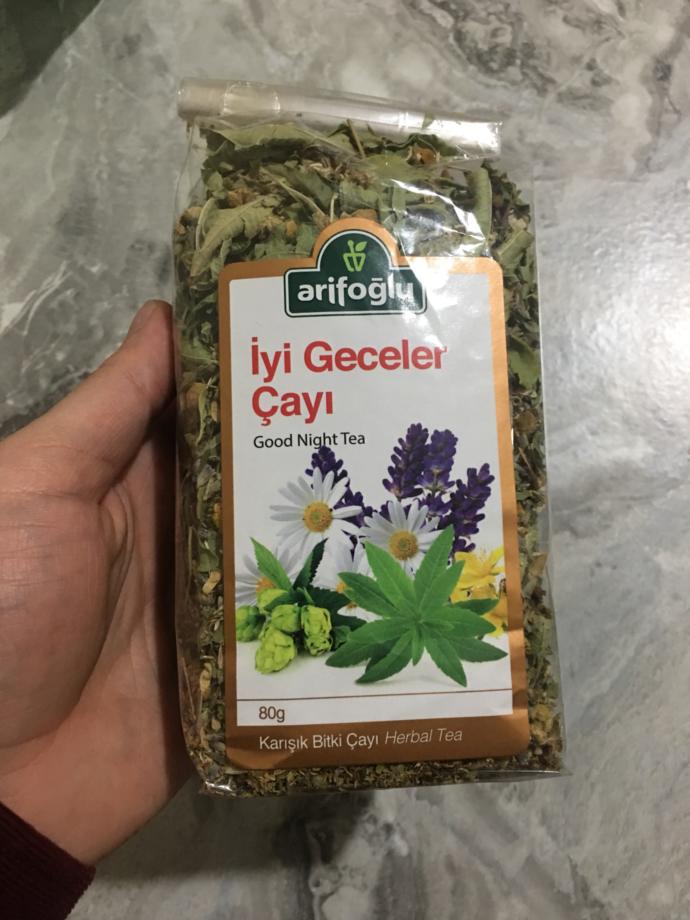 arifoğlu
İyi Geceler
Çayı
Good Night Tea
80g
Karışık Bitki Çayı Herbal Tea